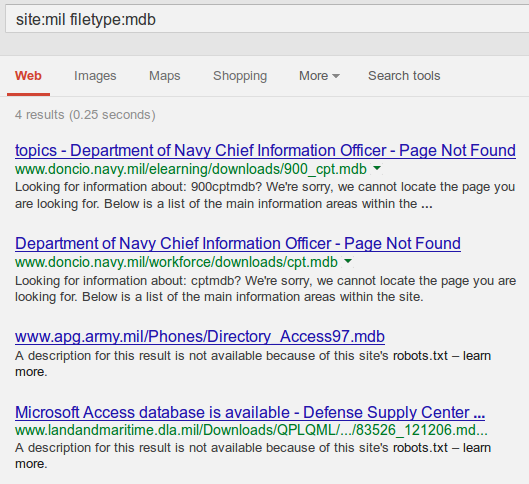 site:mil filetype:mdb
Web Images Maps Shopping More Search tools
4 results (0.25 seconds)
topics - Department of Navy Chief Information Officer - Page Not Found
www.doncio.navy.mil/elearning/downloads/900_cpt.mdb
Looking for information about: 900cptmdb? We're sorry, we cannot locate the page you
are looking for. Below is a list of the main information areas within the ...
Department of Navy Chief Information Officer - Page Not Found
www.doncio.navy.mil/workforce/downloads/cpt.mdb
Looking for information about: cptmdb? We're sorry, we cannot locate the page you are
looking for. Below is a list of the main information areas within the site.
www.apg.army.mil/Phones/Directory_Access97.mdb
A description for this result is not available because of this site's robots.txt – learn
more.
Microsoft Access database is available - Defense Supply Center ...
www.landandmaritime.dla.mil/Downloads/QPLQML/.../83526_121206.md...
A description for this result is not available because of this site's robots.txt – learn
more.